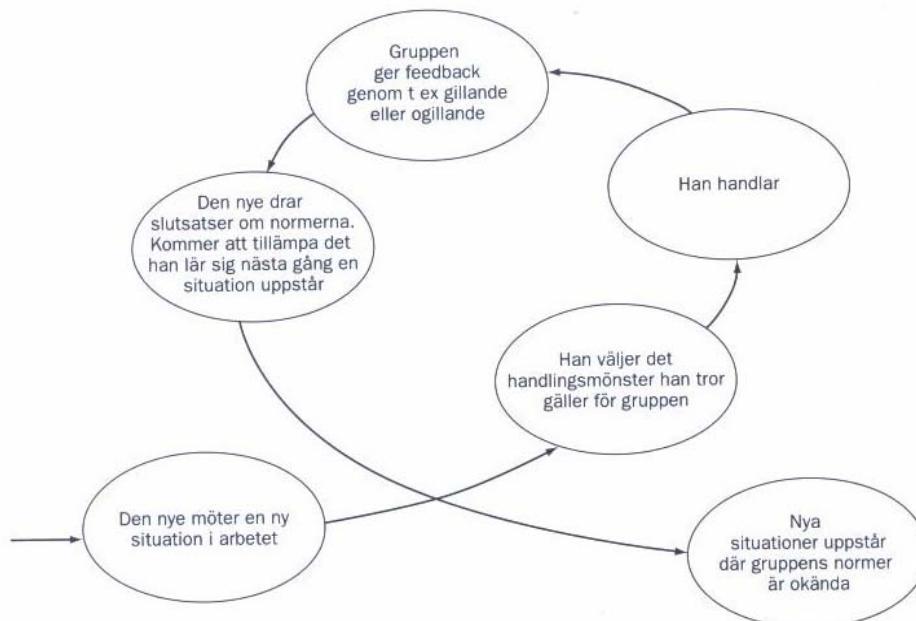 Gruppen
ger feedback
genom t ex gillande
eller ogillande
Han handlar
Den nye drar
slutsatser om normerna.
Kommer att tillämpa det
han lär sig nästa gång en
situation uppstår
Han väljer det
handlingsmönster han tror
gäller för gruppen
Den nye möter en ny
situation i arbetet
Nya
situationer uppstår
där gruppens normer
är okända